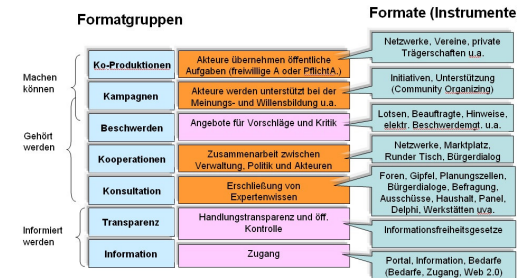 Formatgruppen
Formate (Instrumente
Machen
können
Gehört
werden
Informiert
werden
Ko-Produktionen
Akteure übernehmen öffentliche
Aufgaben (freiwillige A oder PflichtA.)
Netzwerke, Vereine, private
Trägerschaften u.a.
Kampagnen
Akteure werden unterstützt bei der
Meinungs- und Willensbildung u.a.
Initiativen, Unterstützung
(Community Organizing)
Beschwerden
Angebote für Vorschläge und Kritik
Lotsen, Beauftragte, Hinweise,
elektr. Beschwerdemgt. u.a.
Kooperationen
Zusammenarbeit zwischen
Verwaltung, Politik und Akteuren
Netzwerke, Marktplatz,
Runder Tisch, Bürgerdialog
Konsultation
Erschließung von
Expertenwissen
Foren, Gipfel, Planungszellen,
Bürgerdialoge, Befragung,
Ausschüsse, Haushalt, Panel,
Delphi, Werkstätten uva.
Transparenz
Handlungstransparenz und öff.
Kontrolle
Informationsfreiheitsgesetze
Information
Zugang
Portal, Information, Bedarfe
(Bedarfe, Zugang, Web 2.0)